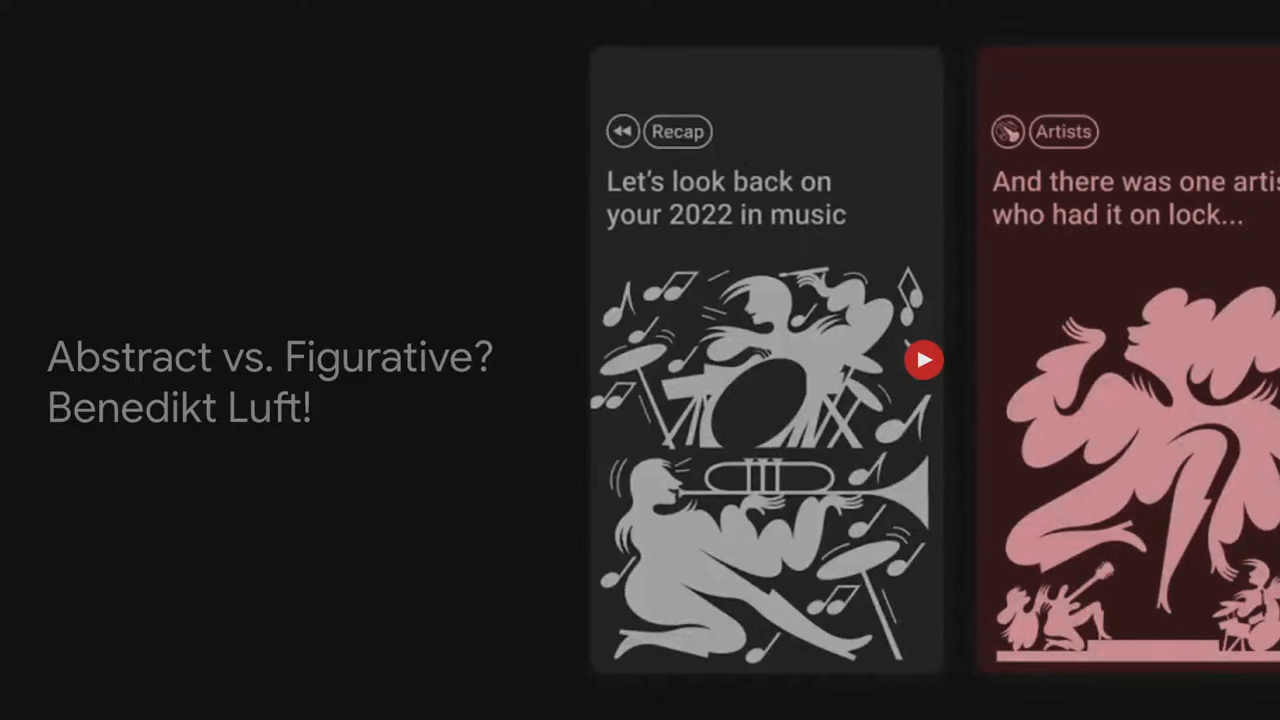 Abstract vs. Figurative?
Benedikt Luft!
Recap
Let's look back on
your 2022 in music
Artists
And there was one
who had it on lock...